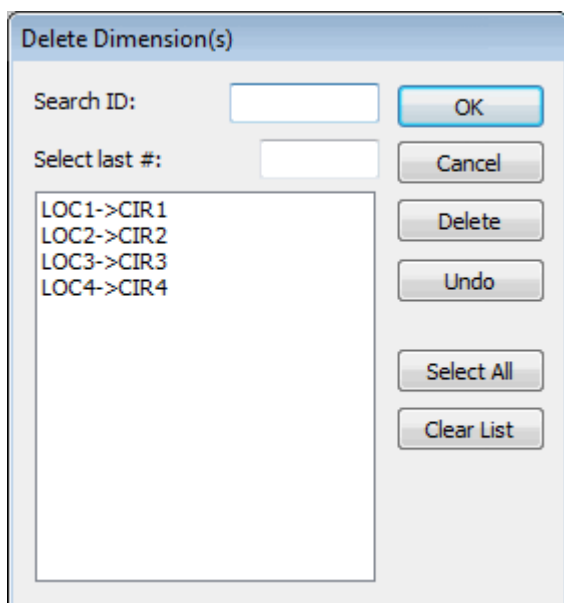 Delete Dimension(s)
Search ID:
OK
Select last #:
Cancel
LOC1->CIR1
LOC2->CIR2
LOC3->CIR3
LOC4->CIR4
Delete
Undo
Select All
Clear List